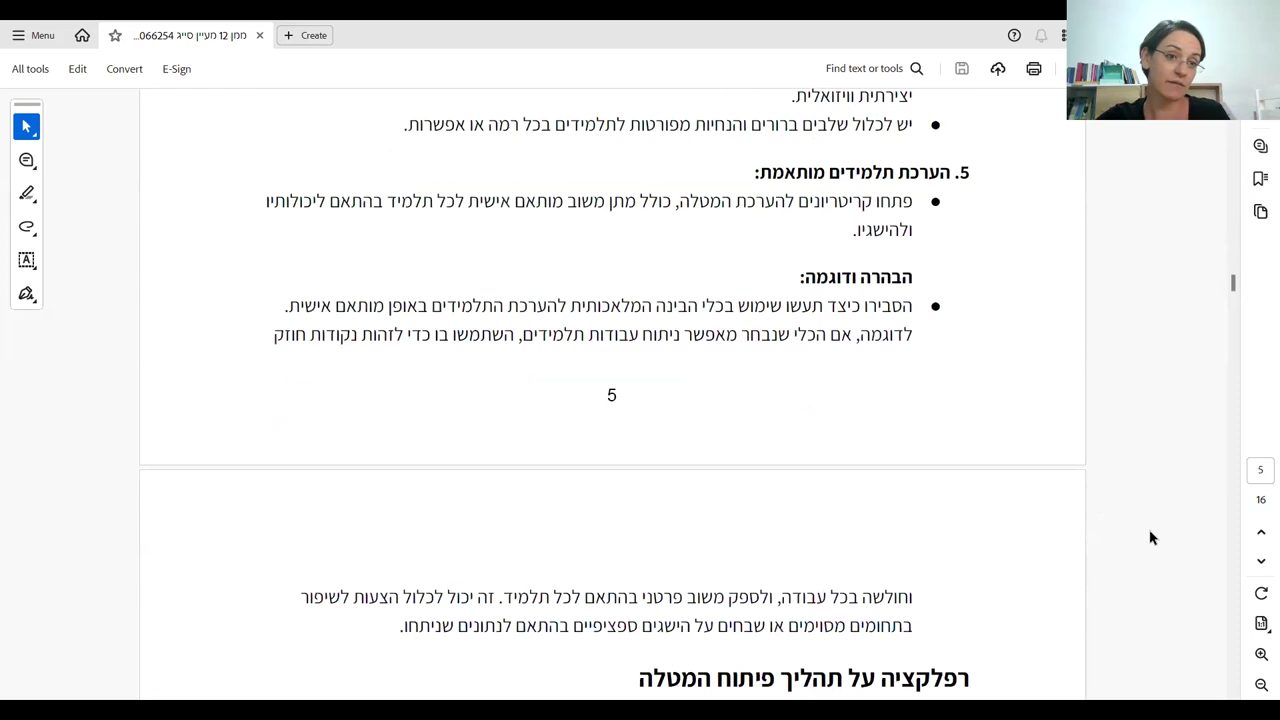 Menu
ממן 12 מעיין סייג 066254...
Create
All tools
Edit
Convert
E-Sign
Find text or tools
יצירתית וויזואלית.
● יש לכלול שלבים ברורים והנחיות מפורטות לתלמידים בכל רמה או אפשרות.
5. הערכת תלמידים מותאמת:
● פתחו קריטריונים להערכת המטלה, כולל מתן משוב מותאם אישית לכל תלמיד בהתאם ליכולותיו
ולהישגיו.
הבהרה ודוגמה:
● הסבירו כיצד תעשו שימוש בכלי הבינה המלאכותית להערכת התלמידים באופן מותאם אישית.
לדוגמה, אם הכלי שנבחר מאפשר ניתוח עבודות תלמידים, השתמשו בו כדי לזהות נקודות חוזק
5
וחולשה בכל עבודה, ולספק משוב פרטני בהתאם לכל תלמיד. זה יכול לכלול הצעות לשיפור
בתחומים מסוימים או שבחים על הישגים ספציפיים בהתאם לנתונים שניתחו.
רפלקציה על תהליך פיתוח המטלה
5
16